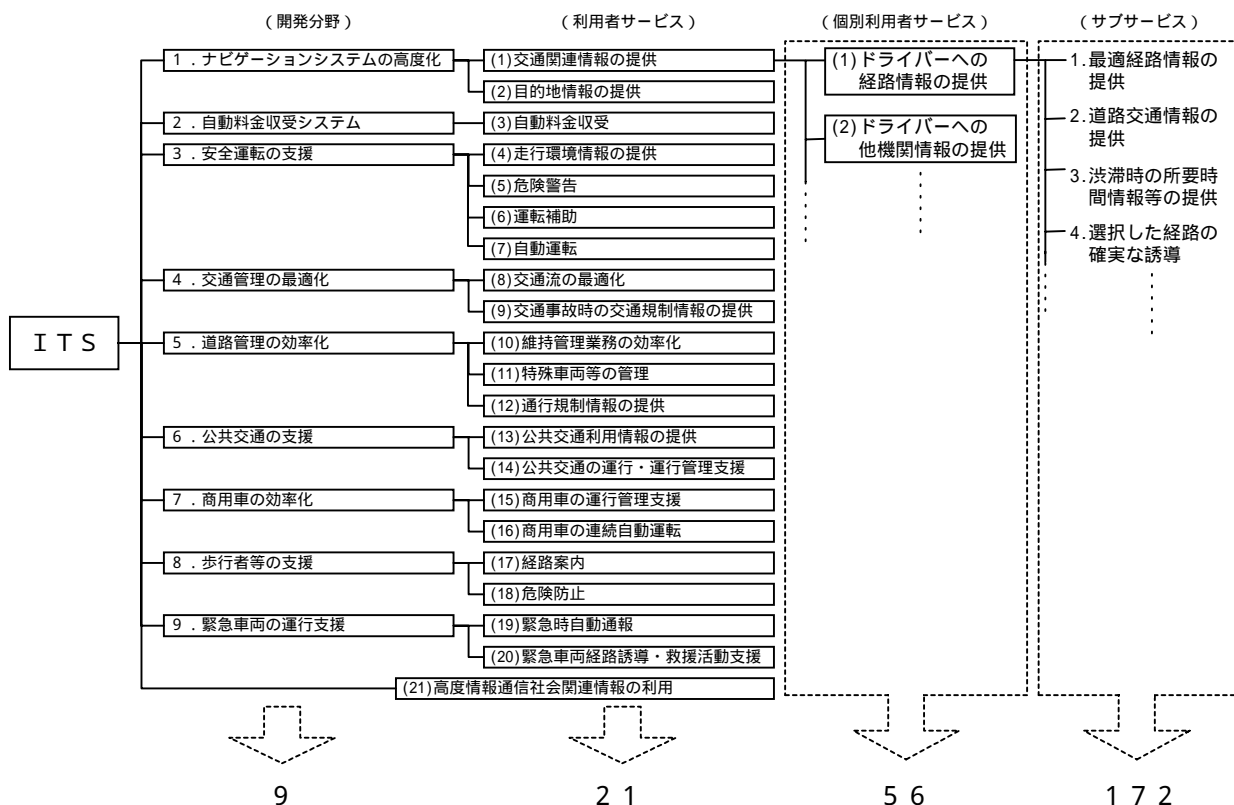 （開発分野）
（利用者サービス）
（個別利用者サービス）
（サブサービス）
ＩＴＳ
１．ナビゲーションシステムの高度化
２．自動料金収受システム
３．安全運転の支援
４．交通管理の最適化
５．道路管理の効率化
６．公共交通の支援
７．商用車の効率化
８．歩行者等の支援
９．緊急車両の運行支援
(1)交通関連情報の提供
(2)目的地情報の提供
(3)自動料金収受
(4)走行環境情報の提供
(5)危険警告
(6)運転補助
(7)自動運転
(8)交通流の最適化
(9)交通事故時の交通規制情報の提供
(10)維持管理業務の効率化
(11)特殊車両等の管理
(12)通行規制情報の提供
(13)公共交通利用情報の提供
(14)公共交通の運行・運行管理支援
(15)商用車の運行管理支援
(16)商用車の連続自動運転
(17)経路案内
(18)危険防止
(19)緊急時自動通報
(20)緊急車両経路誘導・救援活動支援
(21)高度情報通信社会関連情報の利用
(1)ドライバーへの
経路情報の提供
(2)ドライバーへの
他機関情報の提供
1.最適経路情報の
提供
2.道路交通情報の
提供
3.渋滞時の所要時
間情報等の提供
4.選択した経路の
確実な誘導
９
２１
５６
１７２